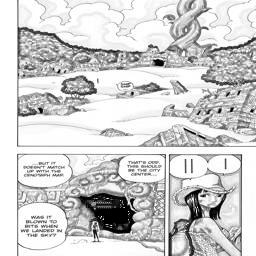 THAT'S ODD.
THIS SHOULD
BE THE CITY
CENTER...
...BUT IT
DOESN'T MATCH
UP WITH THE
CENOTAPH MAP.
WAS IT
BLOWN TO
BITS WHEN
WE LANDED IN
THE SKY?
!! !